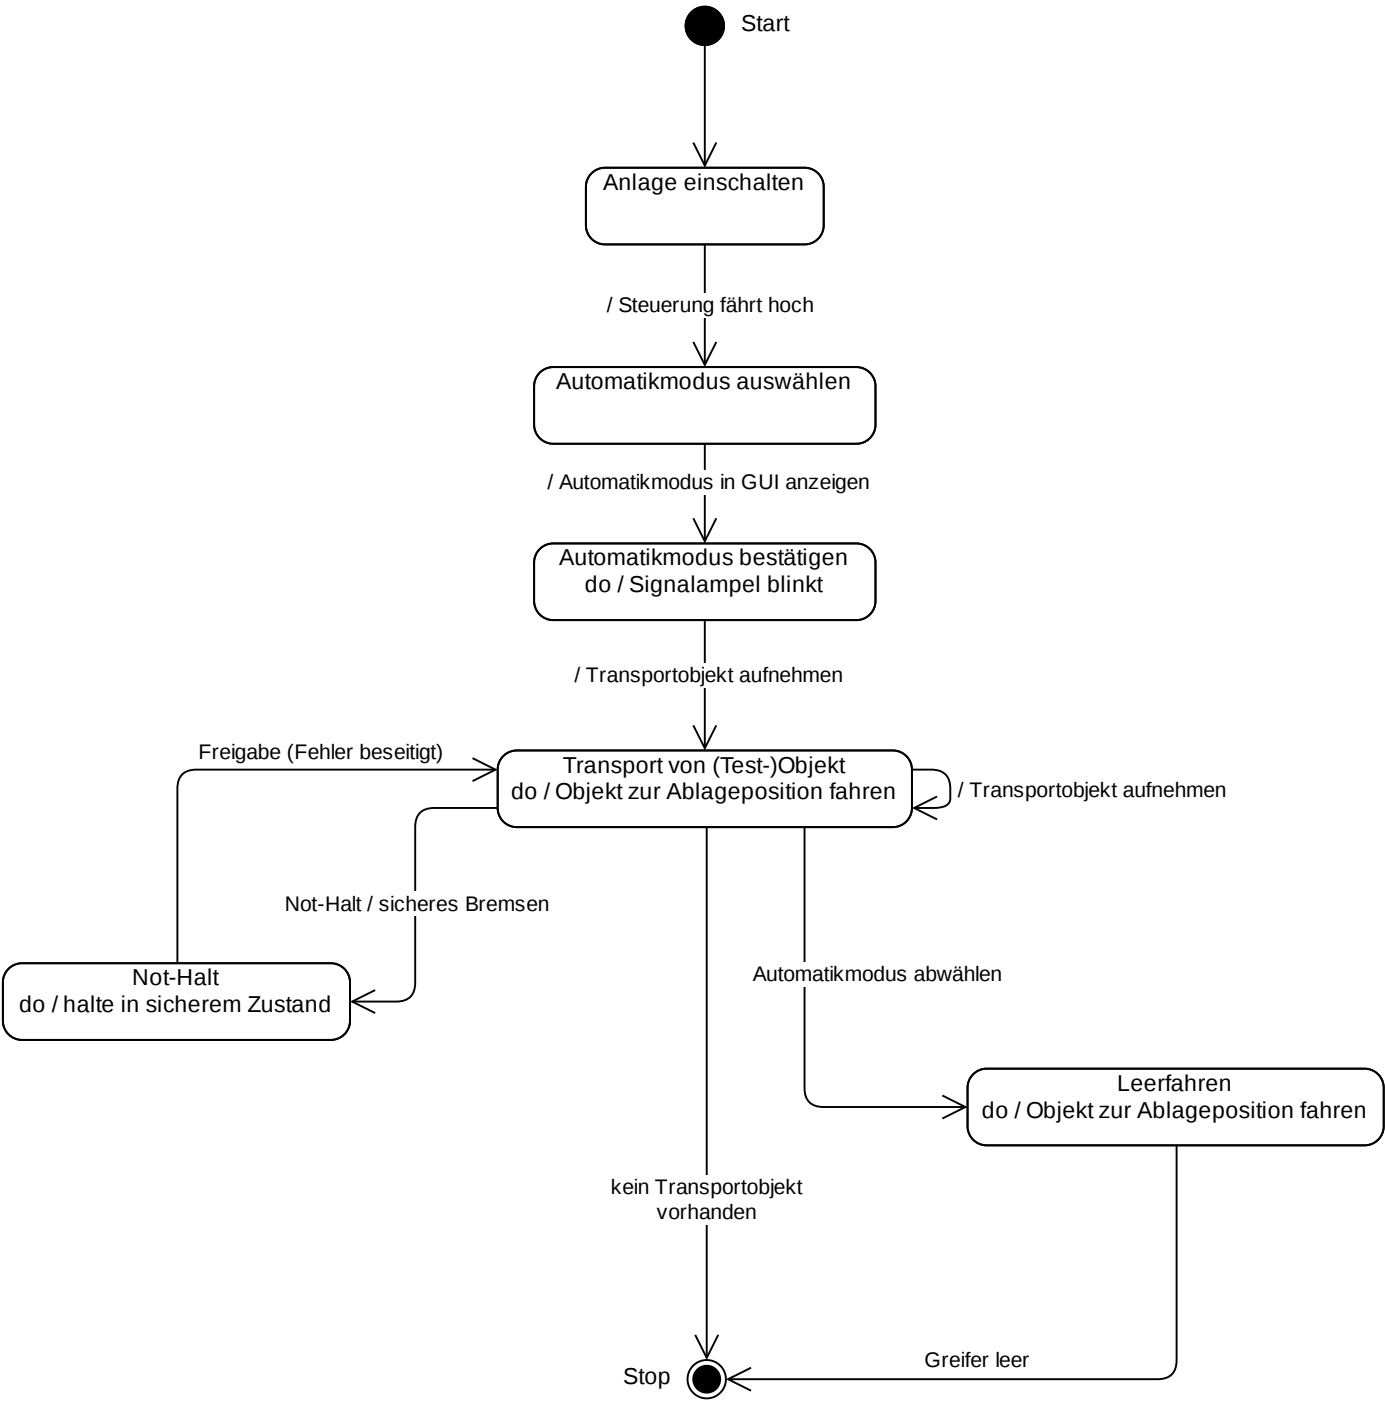 Start
Anlage einschalten
/ Steuerung fährt hoch
Automatikmodus auswählen
/ Automatikmodus in GUI anzeigen
Automatikmodus bestätigen
do / Signalampel blinkt
/ Transportobjekt aufnehmen
Freigabe (Fehler beseitigt)
Transport von (Test-)Objekt
do / Objekt zur Ablageposition fahren
/ Transportobjekt aufnehmen
Not-Halt / sicheres Bremsen
Not-Halt
do / halte in sicherem Zustand
Automatikmodus abwählen
Leerfahren
do / Objekt zur Ablageposition fahren
kein Transportobjekt
vorhanden
Greifer leer
Stop